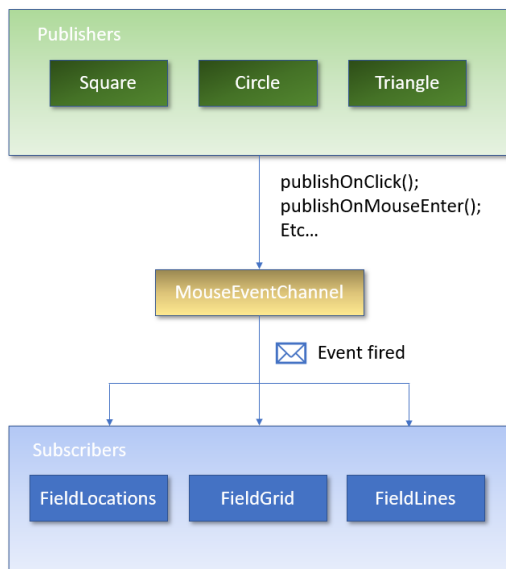 Publishers
Square
Circle
Triangle
publishOnClick();
publishOnMouseEnter();
Etc...
MouseEventChannel
Event fired
Subscribers
FieldLocations
FieldGrid
FieldLines